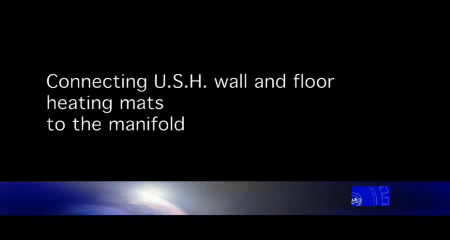 Connecting U.S.H. wall and floor
heating mats
to the manifold